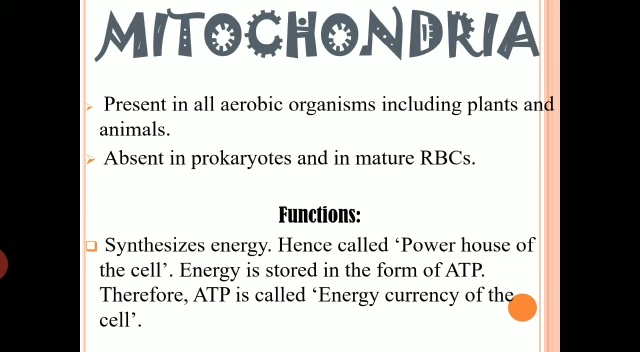 MITOCHONDRIA
Present in all aerobic organisms including plants and
animals.
Absent in prokaryotes and in mature RBCs.
Functions:
Synthesizes energy. Hence called ‘Power house of
the cell’. Energy is stored in the form of ATP.
Therefore, ATP is called ‘Energy currency of the
cell’.